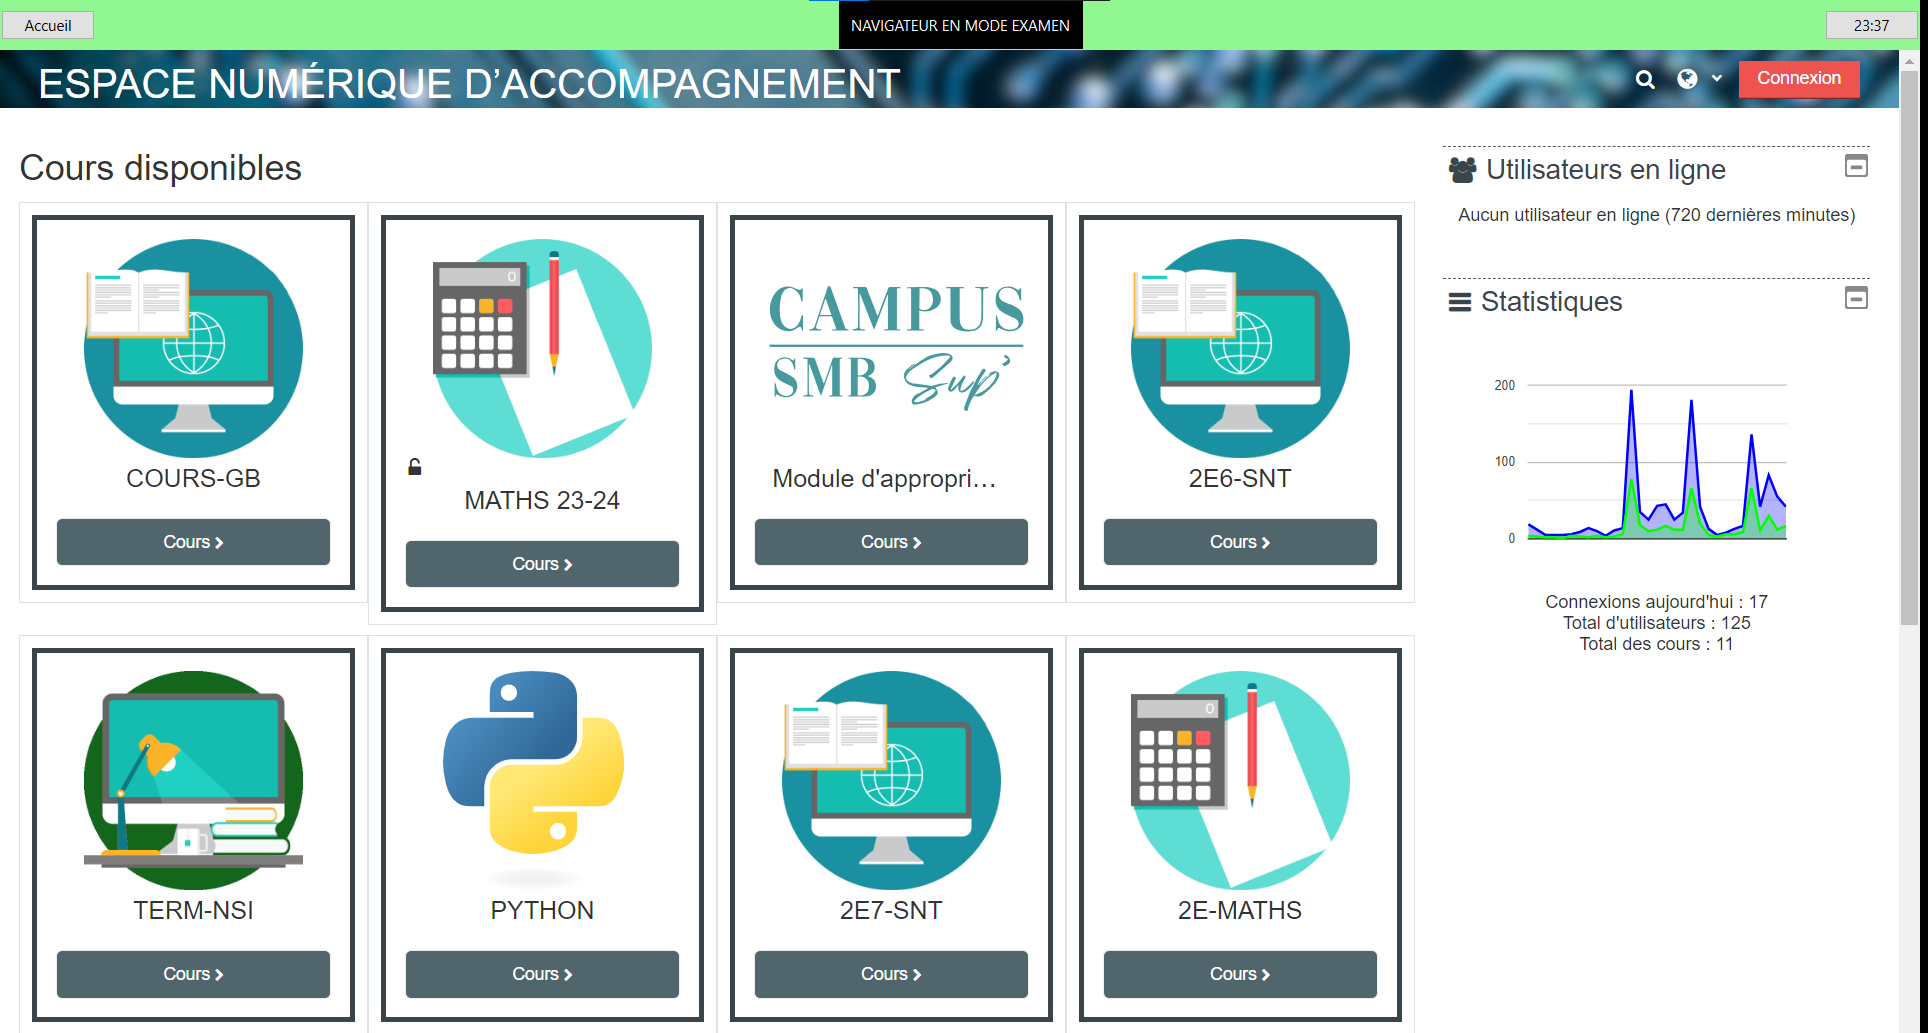 Accueil
NAVIGATEUR EN MODE EXAMEN
23:37
ESPACE NUMÉRIQUE D’ACCOMPAGNEMENT
Connexion
Cours disponibles
COURS-GB
Cours
0
MATHS 23-24
Cours
CAMPUS
SMB Sup'
Module d'appropri…
Cours
2E6-SNT
Cours
TERM-NSI
Cours
PYTHON
Cours
2E7-SNT
Cours
0
2E-MATHS
Cours
Utilisateurs en ligne
Aucun utilisateur en ligne (720 dernières minutes)
Statistiques
200
100
0
Connexions aujourd'hui : 17
Total d'utilisateurs : 125
Total des cours : 11